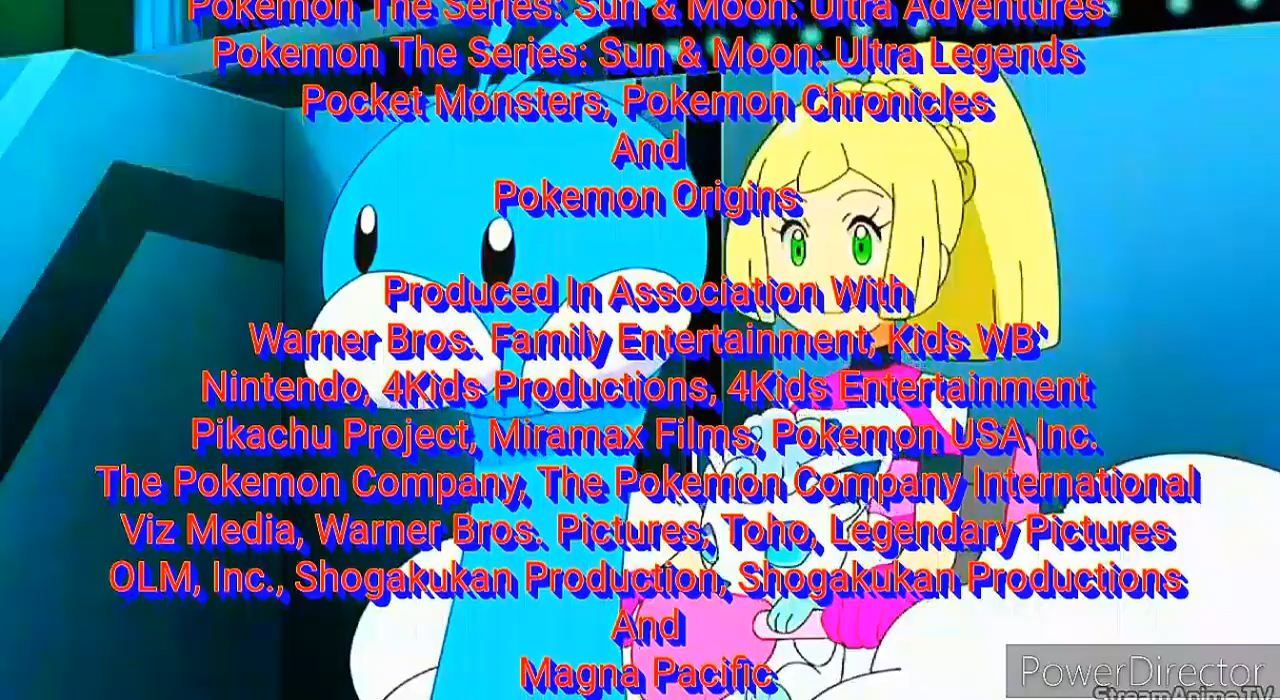 Pokemon The Series: Sun & Moon: Ultra Adventures
Pokemon The Series: Sun & Moon: Ultra Legends
Pocket Monsters, Pokemon Chronicles
And
Pokemon Origins
Produced In Association With
Warner Bros. Family Entertainment, Kids WB'
Nintendo, 4Kids Productions, 4Kids Entertainment
Pikachu Project, Miramax Films, Pokemon USA Inc.
The Pokemon Company, The Pokemon Company International
Viz Media, Warner Bros. Pictures, Toho, Legendary Pictures
OLM, Inc., Shogakukan Production, Shogakukan Productions
And
Magna Pacific
PowerDirector
StreamAnime.TV